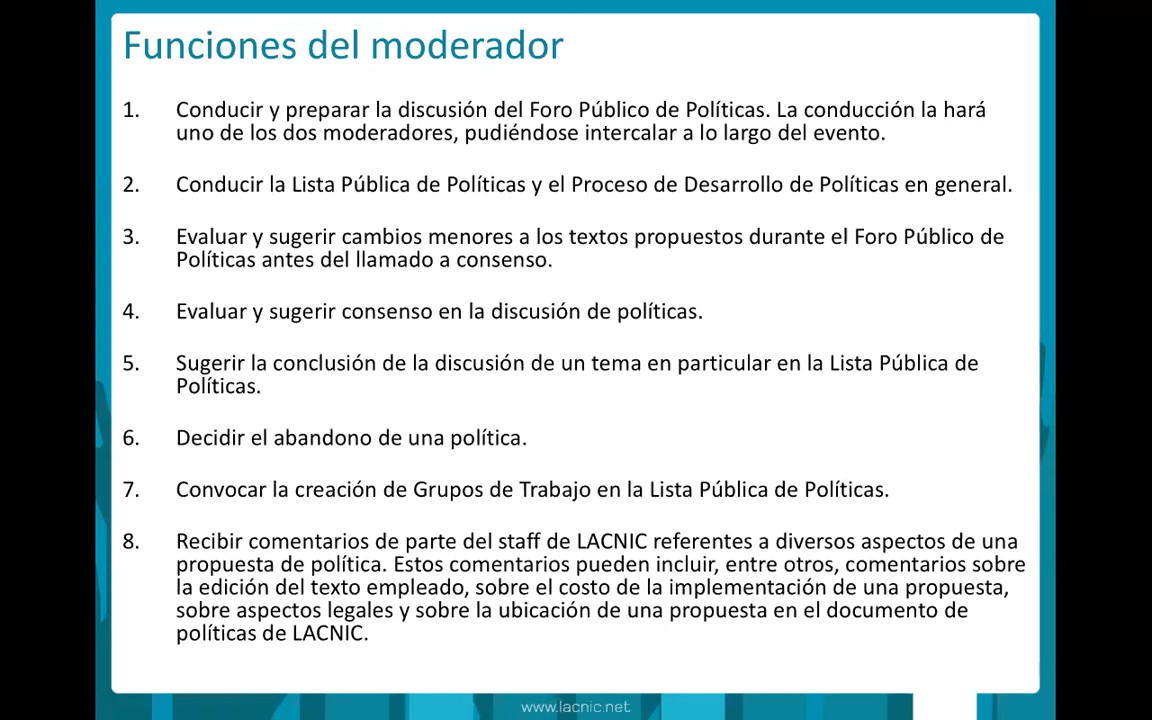 Funciones del moderador
1. Conducir y preparar la discusión del Foro Público de Políticas. La conducción la hará
uno de los dos moderadores, pudiéndose intercalar a lo largo del evento.
2. Conducir la Lista Pública de Políticas y el Proceso de Desarrollo de Políticas en general.
3. Evaluar y sugerir cambios menores a los textos propuestos durante el Foro Público de
Políticas antes del llamado a consenso.
4. Evaluar y sugerir consenso en la discusión de políticas.
5. Sugerir la conclusión de la discusión de un tema en particular en la Lista Pública de
Políticas.
6. Decidir el abandono de una política.
7. Convocar la creación de Grupos de Trabajo en la Lista Pública de Políticas.
8. Recibir comentarios de parte del staff de LACNIC referentes a diversos aspectos de una
propuesta de política. Estos comentarios pueden incluir, entre otros, comentarios sobre
la edición del texto empleado, sobre el costo de la implementación de una propuesta,
sobre aspectos legales y sobre la ubicación de una propuesta en el documento de
políticas de LACNIC.
www.lacnic.net